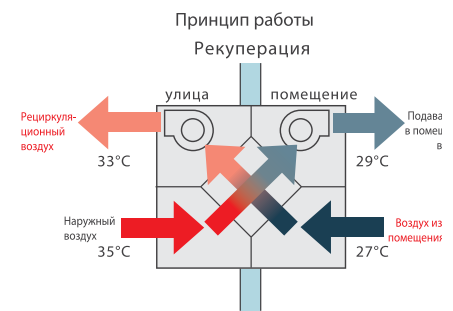 Принцип работы
Рекуперация
улица
помещение
Рециркуля-
ционный
воздух
33°C
29°C
Наружный
воздух
35°C
Воздух из
помещения
27°C